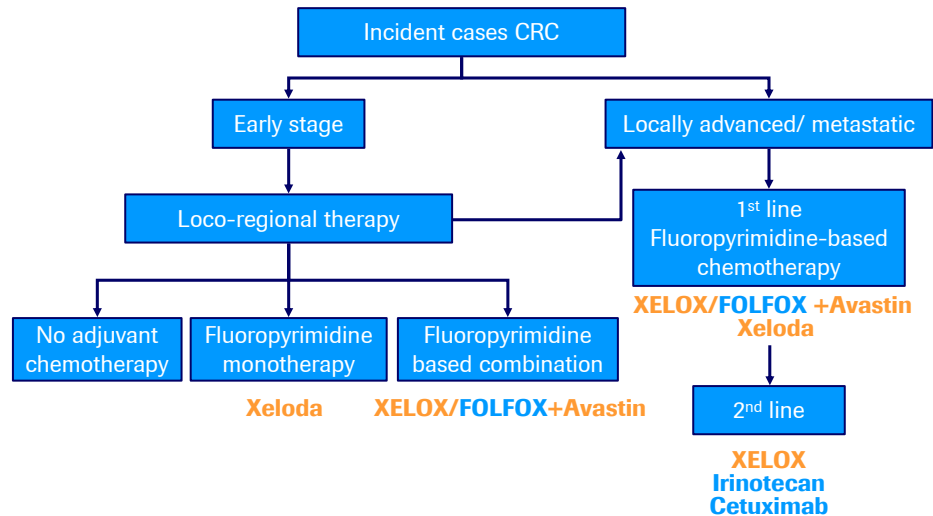 Incident cases CRC
Early stage
Locally advanced/ metastatic
Loco-regional therapy
1st line
Fluoropyrimidine-based
chemotherapy
XELOX/FOLFOX +Avastin
Xeloda
No adjuvant
chemotherapy
Fluoropyrimidine
monotherapy
Fluoropyrimidine
based combination
Xeloda
XELOX/FOLFOX+Avastin
2nd line
XELOX
Irinotecan
Cetuximab